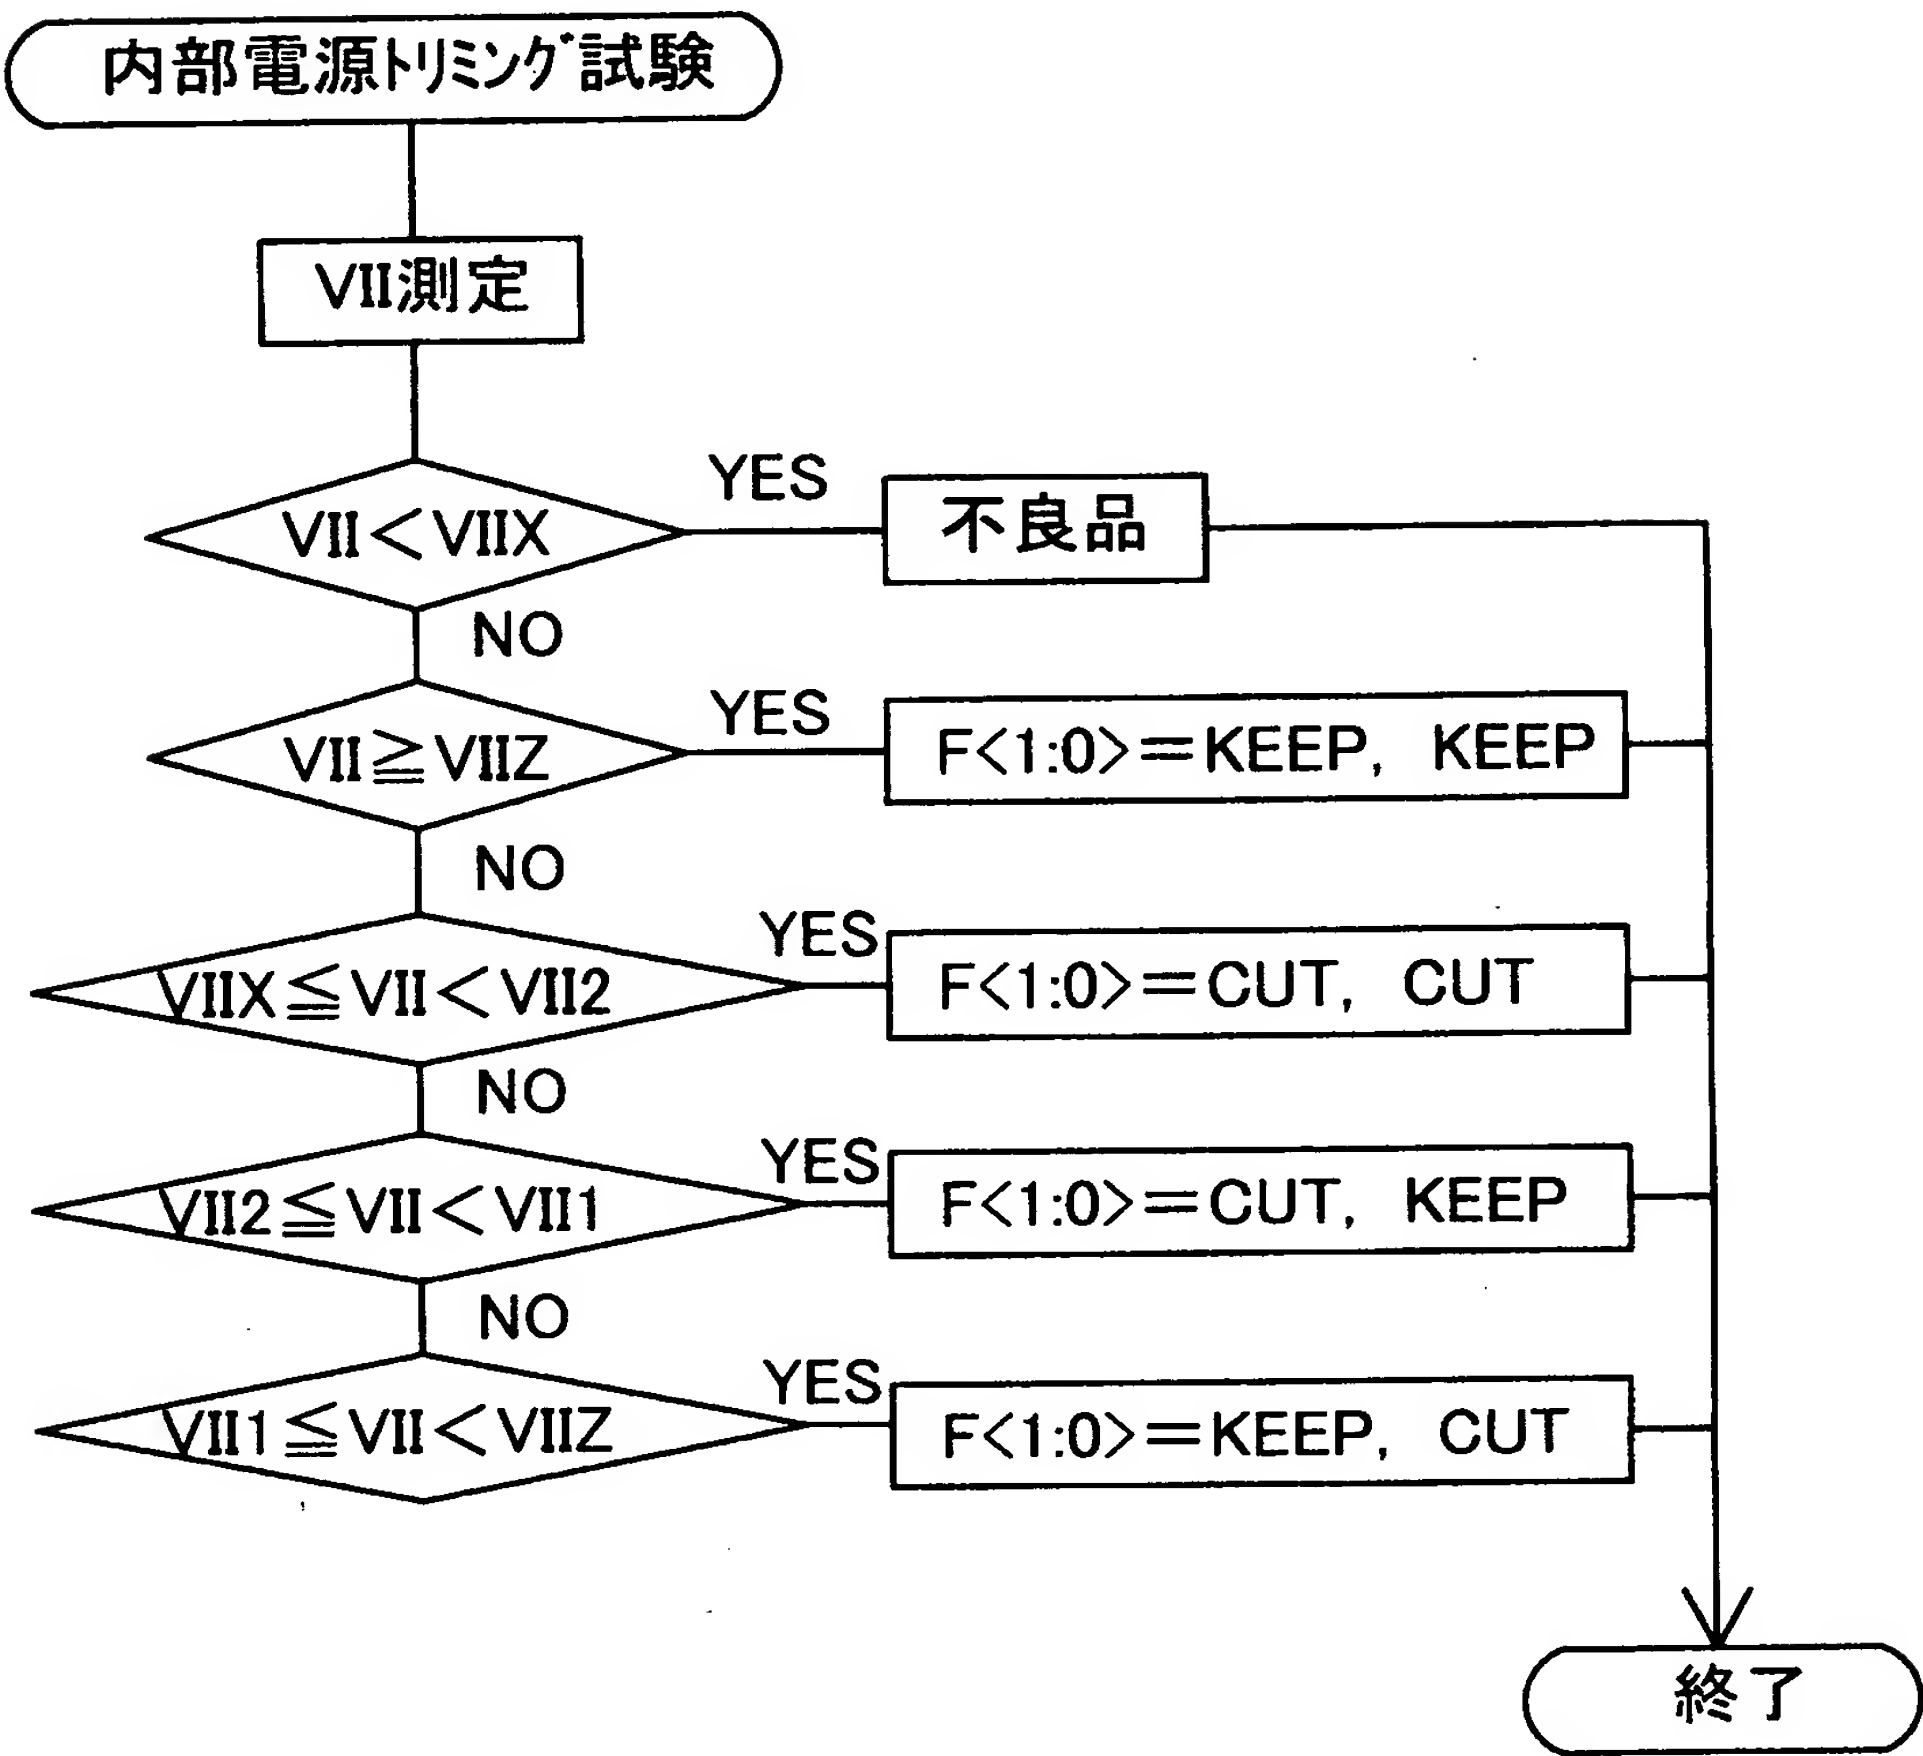 内部電源トリミング試験
VII測定
VII＜VIIX
YES
不良品
NO
VII≧VIIZ
YES
F<1:0>＝KEEP, KEEP
NO
VIIX≦VII＜VII2
YES
F<1:0>＝CUT, CUT
NO
VII2≦VII＜VII1
YES
F<1:0>＝CUT, KEEP
NO
VII1≦VII＜VIIZ
YES
F<1:0>＝KEEP, CUT
終了